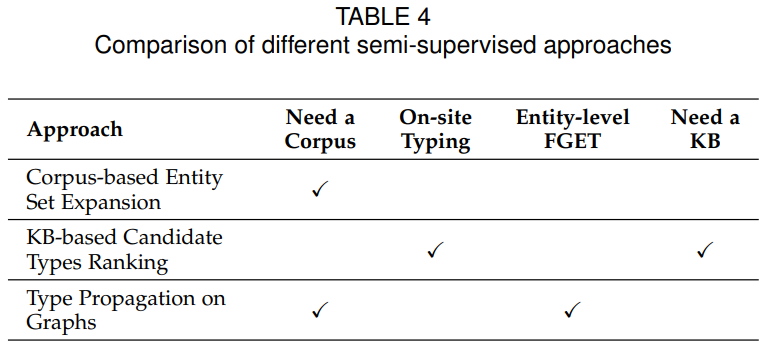 TABLE 4
Comparison of different semi-supervised approaches
Approach Need a Corpus On-site Typing Entity-level FGET Need a KB
Corpus-based Entity Set Expansion ✓
KB-based Candidate Types Ranking ✓ ✓
Type Propagation on Graphs ✓ ✓